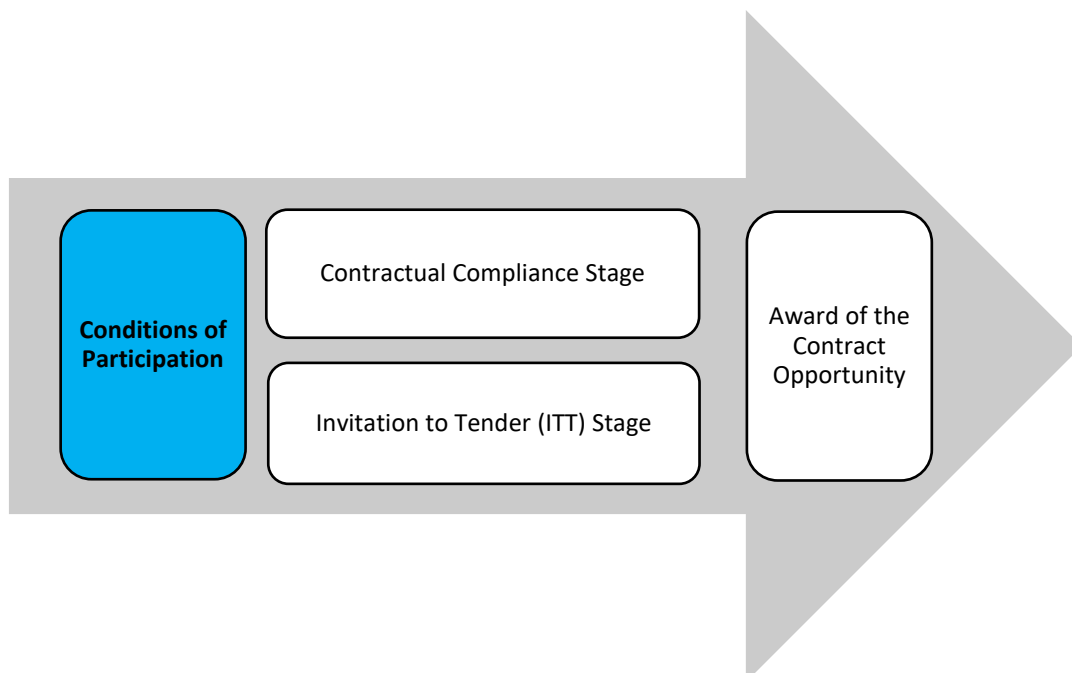 Conditions of
Participation
Contractual Compliance Stage
Invitation to Tender (ITT) Stage
Award of the
Contract
Opportunity